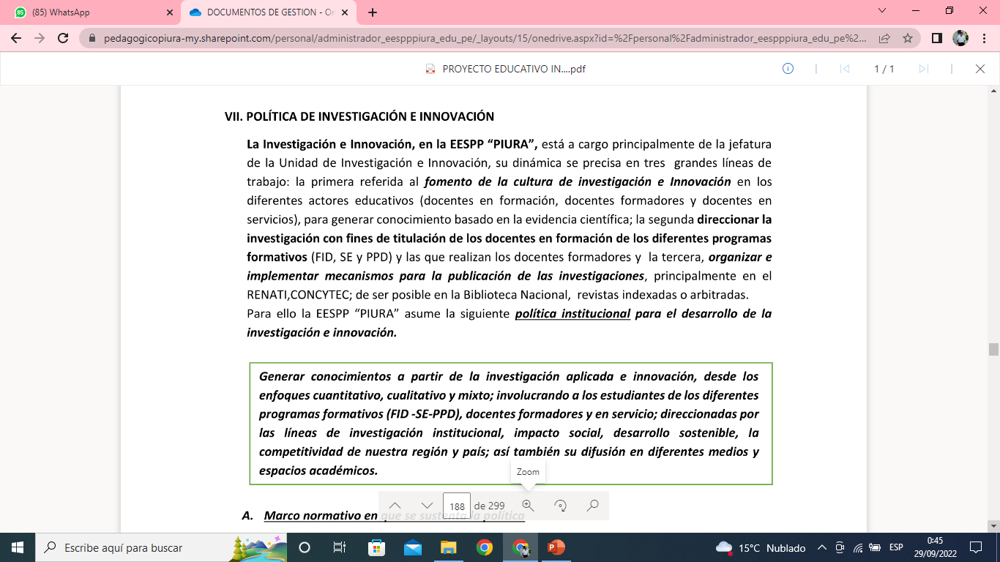 (85) WhatsApp
DOCUMENTOS DE GESTION - On
pedagogicopiura-my.sharepoint.com/personal/administrador_eespppiura_edu_pe/_layouts/15/onedrive.aspx?id=%2Fpersonal%2Fadministrador_eespppiura_edu_pe%2...
PROYECTO EDUCATIVO IN....pdf
1 / 1
VII. POLÍTICA DE INVESTIGACIÓN E INNOVACIÓN
La Investigación e Innovación, en la EESPP “PIURA”, está a cargo principalmente de la jefatura
de la Unidad de Investigación e Innovación, su dinámica se precisa en tres grandes líneas de
trabajo: la primera referida al fomento de la cultura de investigación e Innovación en los
diferentes actores educativos (docentes en formación, docentes formadores y docentes en
servicios), para generar conocimiento basado en la evidencia científica; la segunda direccionar la
investigación con fines de titulación de los docentes en formación de los diferentes programas
formativos (FID, SE y PPD) y las que realizan los docentes formadores y la tercera, organizar e
implementar mecanismos para la publicación de las investigaciones, principalmente en el
RENATI,CONCYTEC; de ser posible en la Biblioteca Nacional, revistas indexadas o arbitradas.
Para ello la EESPP “PIURA” asume la siguiente política institucional para el desarrollo de la
investigación e innovación.
Generar conocimientos a partir de la investigación aplicada e innovación, desde los
enfoques cuantitativo, cualitativo y mixto; involucrando a los estudiantes de los diferentes
programas formativos (FID -SE-PPD), docentes formadores y en servicio; direccionadas por
las líneas de investigación institucional, impacto social, desarrollo sostenible, la
competitividad de nuestra región y país; así también su difusión en diferentes medios y
espacios académicos.
Zoom
188 de 299
A. Marco normativo en que se sustenta la política
Escribe aquí para buscar
15°C Nublado
ESP
0:45
29/09/2022